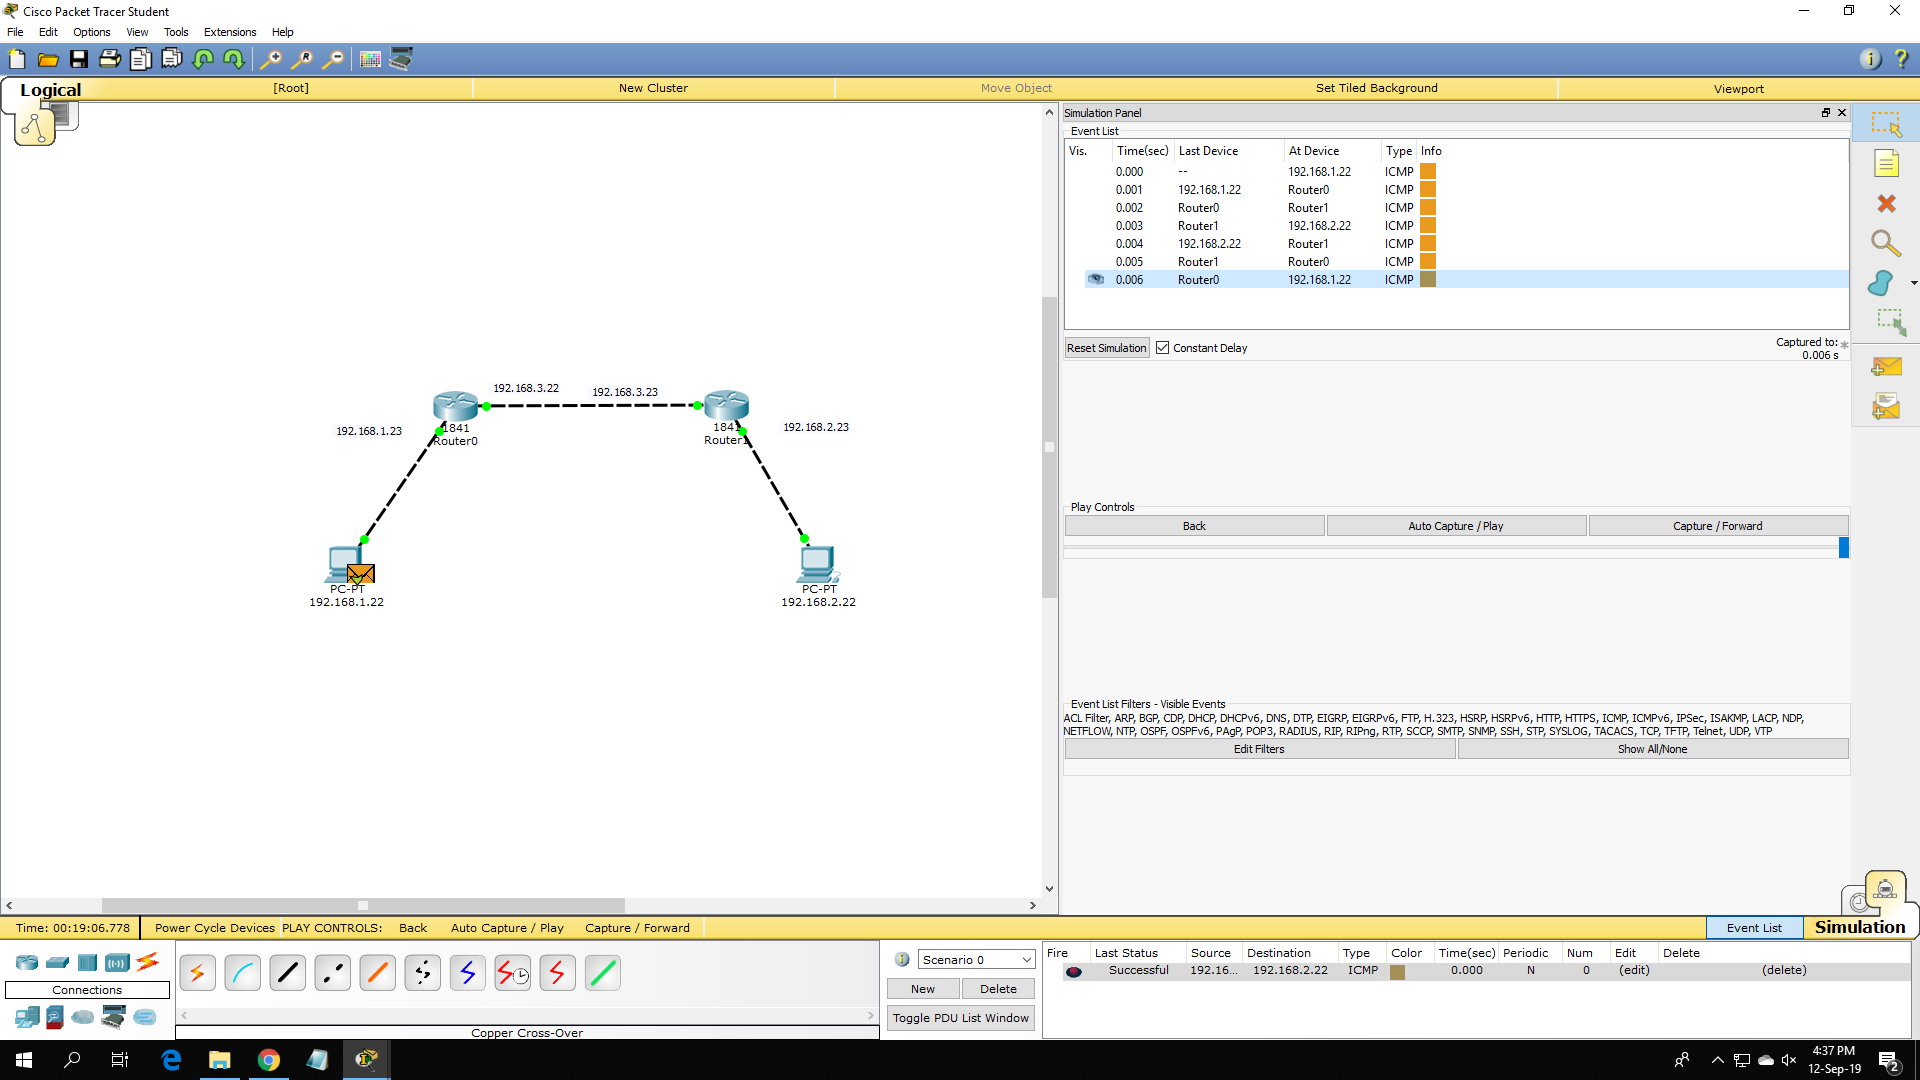 Cisco Packet Tracer Student
File Edit Options View Tools Extensions Help
Logical [Root] New Cluster Move Object Set Tiled Background Viewport
Simulation Panel
Event List
Vis. Time(sec) Last Device At Device Type Info
0.000 -- 192.168.1.22 ICMP
0.001 192.168.1.22 Router0 ICMP
0.002 Router0 Router1 ICMP
0.003 Router1 192.168.2.22 ICMP
0.004 192.168.2.22 Router1 ICMP
0.005 Router1 Router0 ICMP
0.006 Router0 192.168.1.22 ICMP
Reset Simulation Constant Delay Captured to: *
0.006 s
192.168.3.22 192.168.3.23
192.168.1.23 1841 1841 192.168.2.23
Router0 Router1
PC-PT PC-PT
192.168.1.22 192.168.2.22
Play Controls
Back Auto Capture / Play Capture / Forward
Event List Filters - Visible Events
ACL Filter, ARP, BGP, CDP, DHCP, DHCPv6, DNS, DTP, EIGRP, EIGRPv6, FTP, H.323, HSRP, HSRPv6, HTTP, HTTPS, ICMP, ICMPv6, IPSec, ISAKMP, LACP, NDP,
NETFLOW, NTP, OSPF, OSPFv6, PAgP, POP3, RADIUS, RIP, RIPng, RTP, SCCP, SMTP, SNMP, SSH, STP, SYSLOG, TACACS, TCP, TFTP, Telnet, UDP, VTP
Edit Filters Show All/None
Time: 00:19:06.778 Power Cycle Devices PLAY CONTROLS: Back Auto Capture / Play Capture / Forward Event List Simulation
Connections
Copper Cross-Over
Scenario 0
New Delete
Toggle PDU List Window
Fire Last Status Source Destination Type Color Time(sec) Periodic Num Edit Delete
Successful 192.16... 192.168.2.22 ICMP 0.000 N 0 (edit) (delete)
4:37 PM
12-Sep-19
2